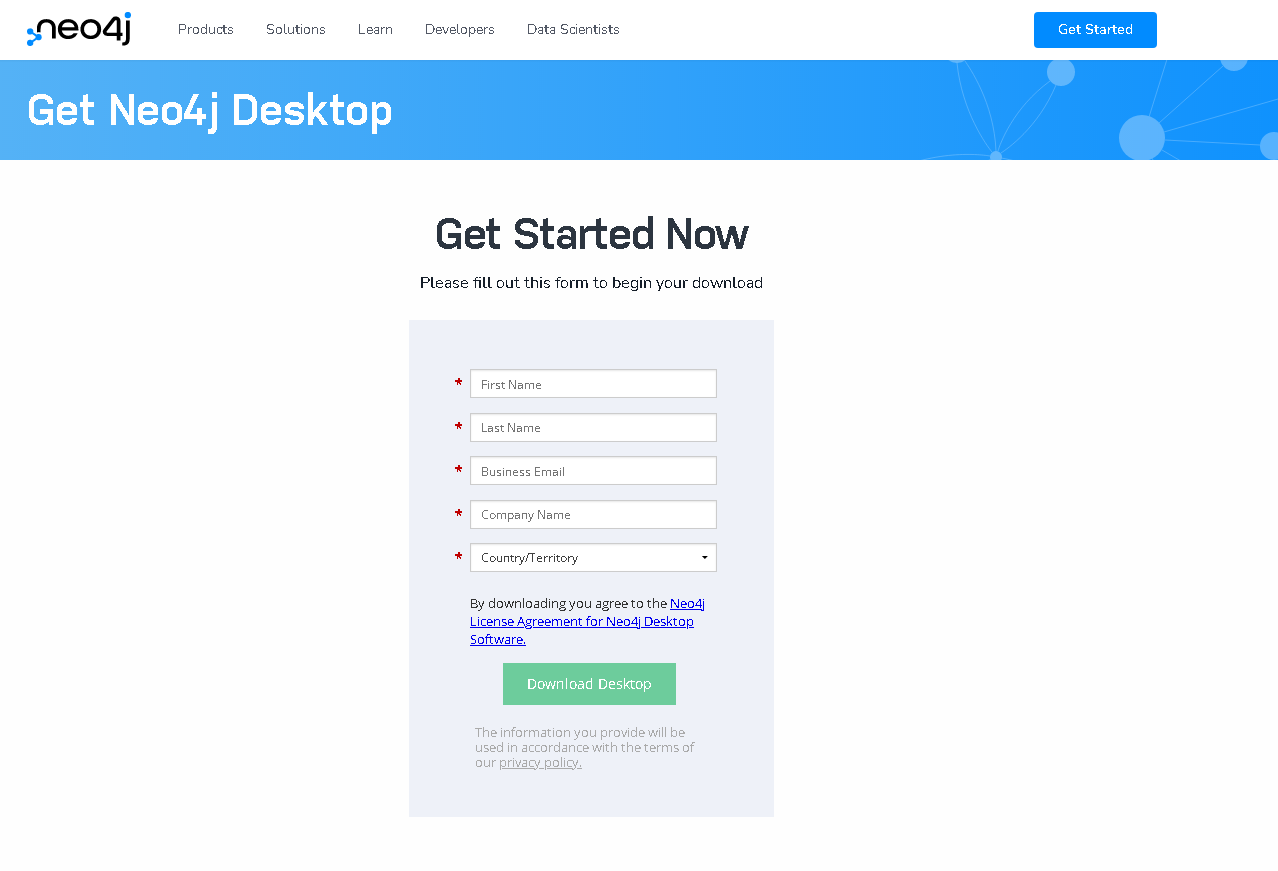 neo4j
Products Solutions Learn Developers Data Scientists Get Started
Get Neo4j Desktop
Get Started Now
Please fill out this form to begin your download
* First Name
* Last Name
* Business Email
* Company Name
* Country/Territory
By downloading you agree to the Neo4j
License Agreement for Neo4j Desktop
Software.
Download Desktop
The information you provide will be
used in accordance with the terms of
our privacy policy.